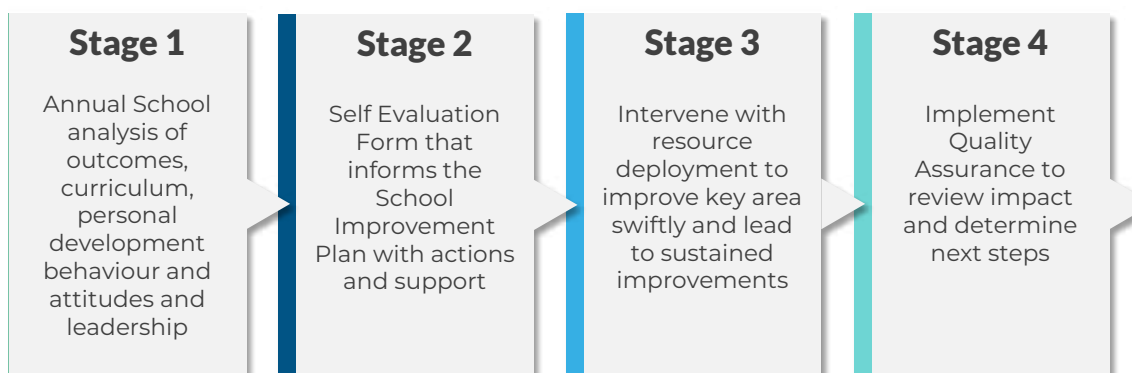 Stage 1
Annual School
analysis of
outcomes,
curriculum,
personal
development
behaviour and
attitudes and
leadership
Stage 2
Self Evaluation
Form that
informs the
School
Improvement
Plan with actions
and support
Stage 3
Intervene with
resource
deployment to
improve key area
swiftly and lead
to sustained
improvements
Stage 4
Implement
Quality
Assurance to
review impact
and determine
next steps